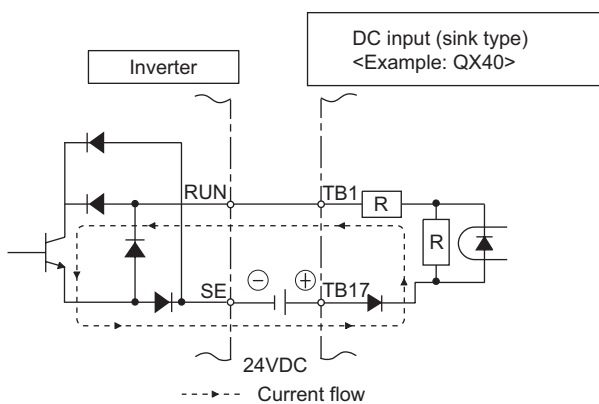 Inverter
DC input (sink type)
<Example: QX40>
RUN
TB1
R
R
SE
- +
TB17
24VDC
Current flow